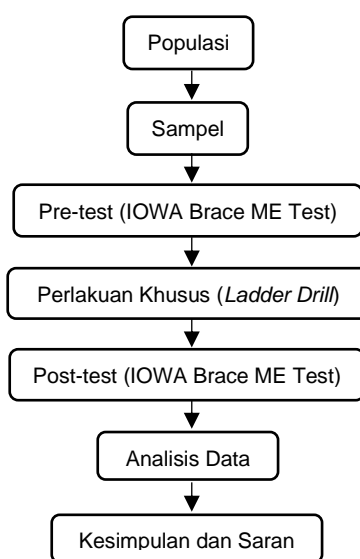 Populasi
Sampel
Pre-test (IOWA Brace ME Test)
Perlakuan Khusus (Ladder Drill)
Post-test (IOWA Brace ME Test)
Analisis Data
Kesimpulan dan Saran